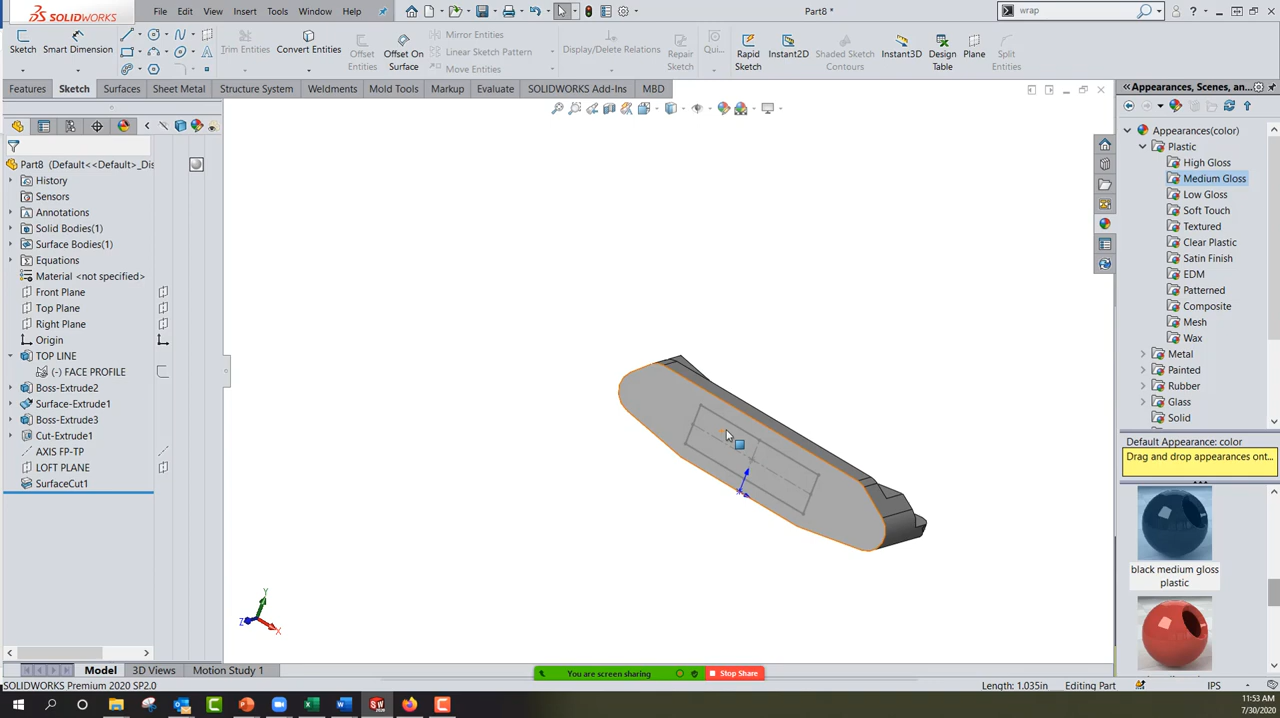 SOLIDWORKS
File Edit View Insert Tools Window Help
Part8 *
wrap
Sketch
Smart Dimension
Trim Entities
Convert Entities
Offset Entities
Offset On Surface
Mirror Entities
Linear Sketch Pattern
Move Entities
Display/Delete Relations
Repair Sketch
Qui...
Rapid Sketch
Instant2D
Shaded Sketch Contours
Instant3D
Design Table
Plane
Split Entities
Features Sketch Surfaces Sheet Metal Structure System Weldments Mold Tools Markup Evaluate SOLIDWORKS Add-Ins MBD
Part8 (Default<<Default>_Dis
History
Sensors
Annotations
Solid Bodies(1)
Surface Bodies(1)
Equations
Material <not specified>
Front Plane
Top Plane
Right Plane
Origin
TOP LINE
(-) FACE PROFILE
Boss-Extrude2
Surface-Extrude1
Boss-Extrude3
Cut-Extrude1
AXIS FP-TP
LOFT PLANE
SurfaceCut1
Y
Z
X
Appearances, Scenes, an...
Appearances(color)
Plastic
High Gloss
Medium Gloss
Low Gloss
Soft Touch
Textured
Clear Plastic
Satin Finish
EDM
Patterned
Composite
Mesh
Wax
Metal
Painted
Rubber
Glass
Solid
Default Appearance: color
Drag and drop appearances ont...
black medium gloss
plastic
Model 3D Views Motion Study 1
You are screen sharing
Stop Share
SOLIDWORKS Premium 2020 SP2.0
Length: 1.035in
Editing Part
IPS
11:53 AM
7/30/2020